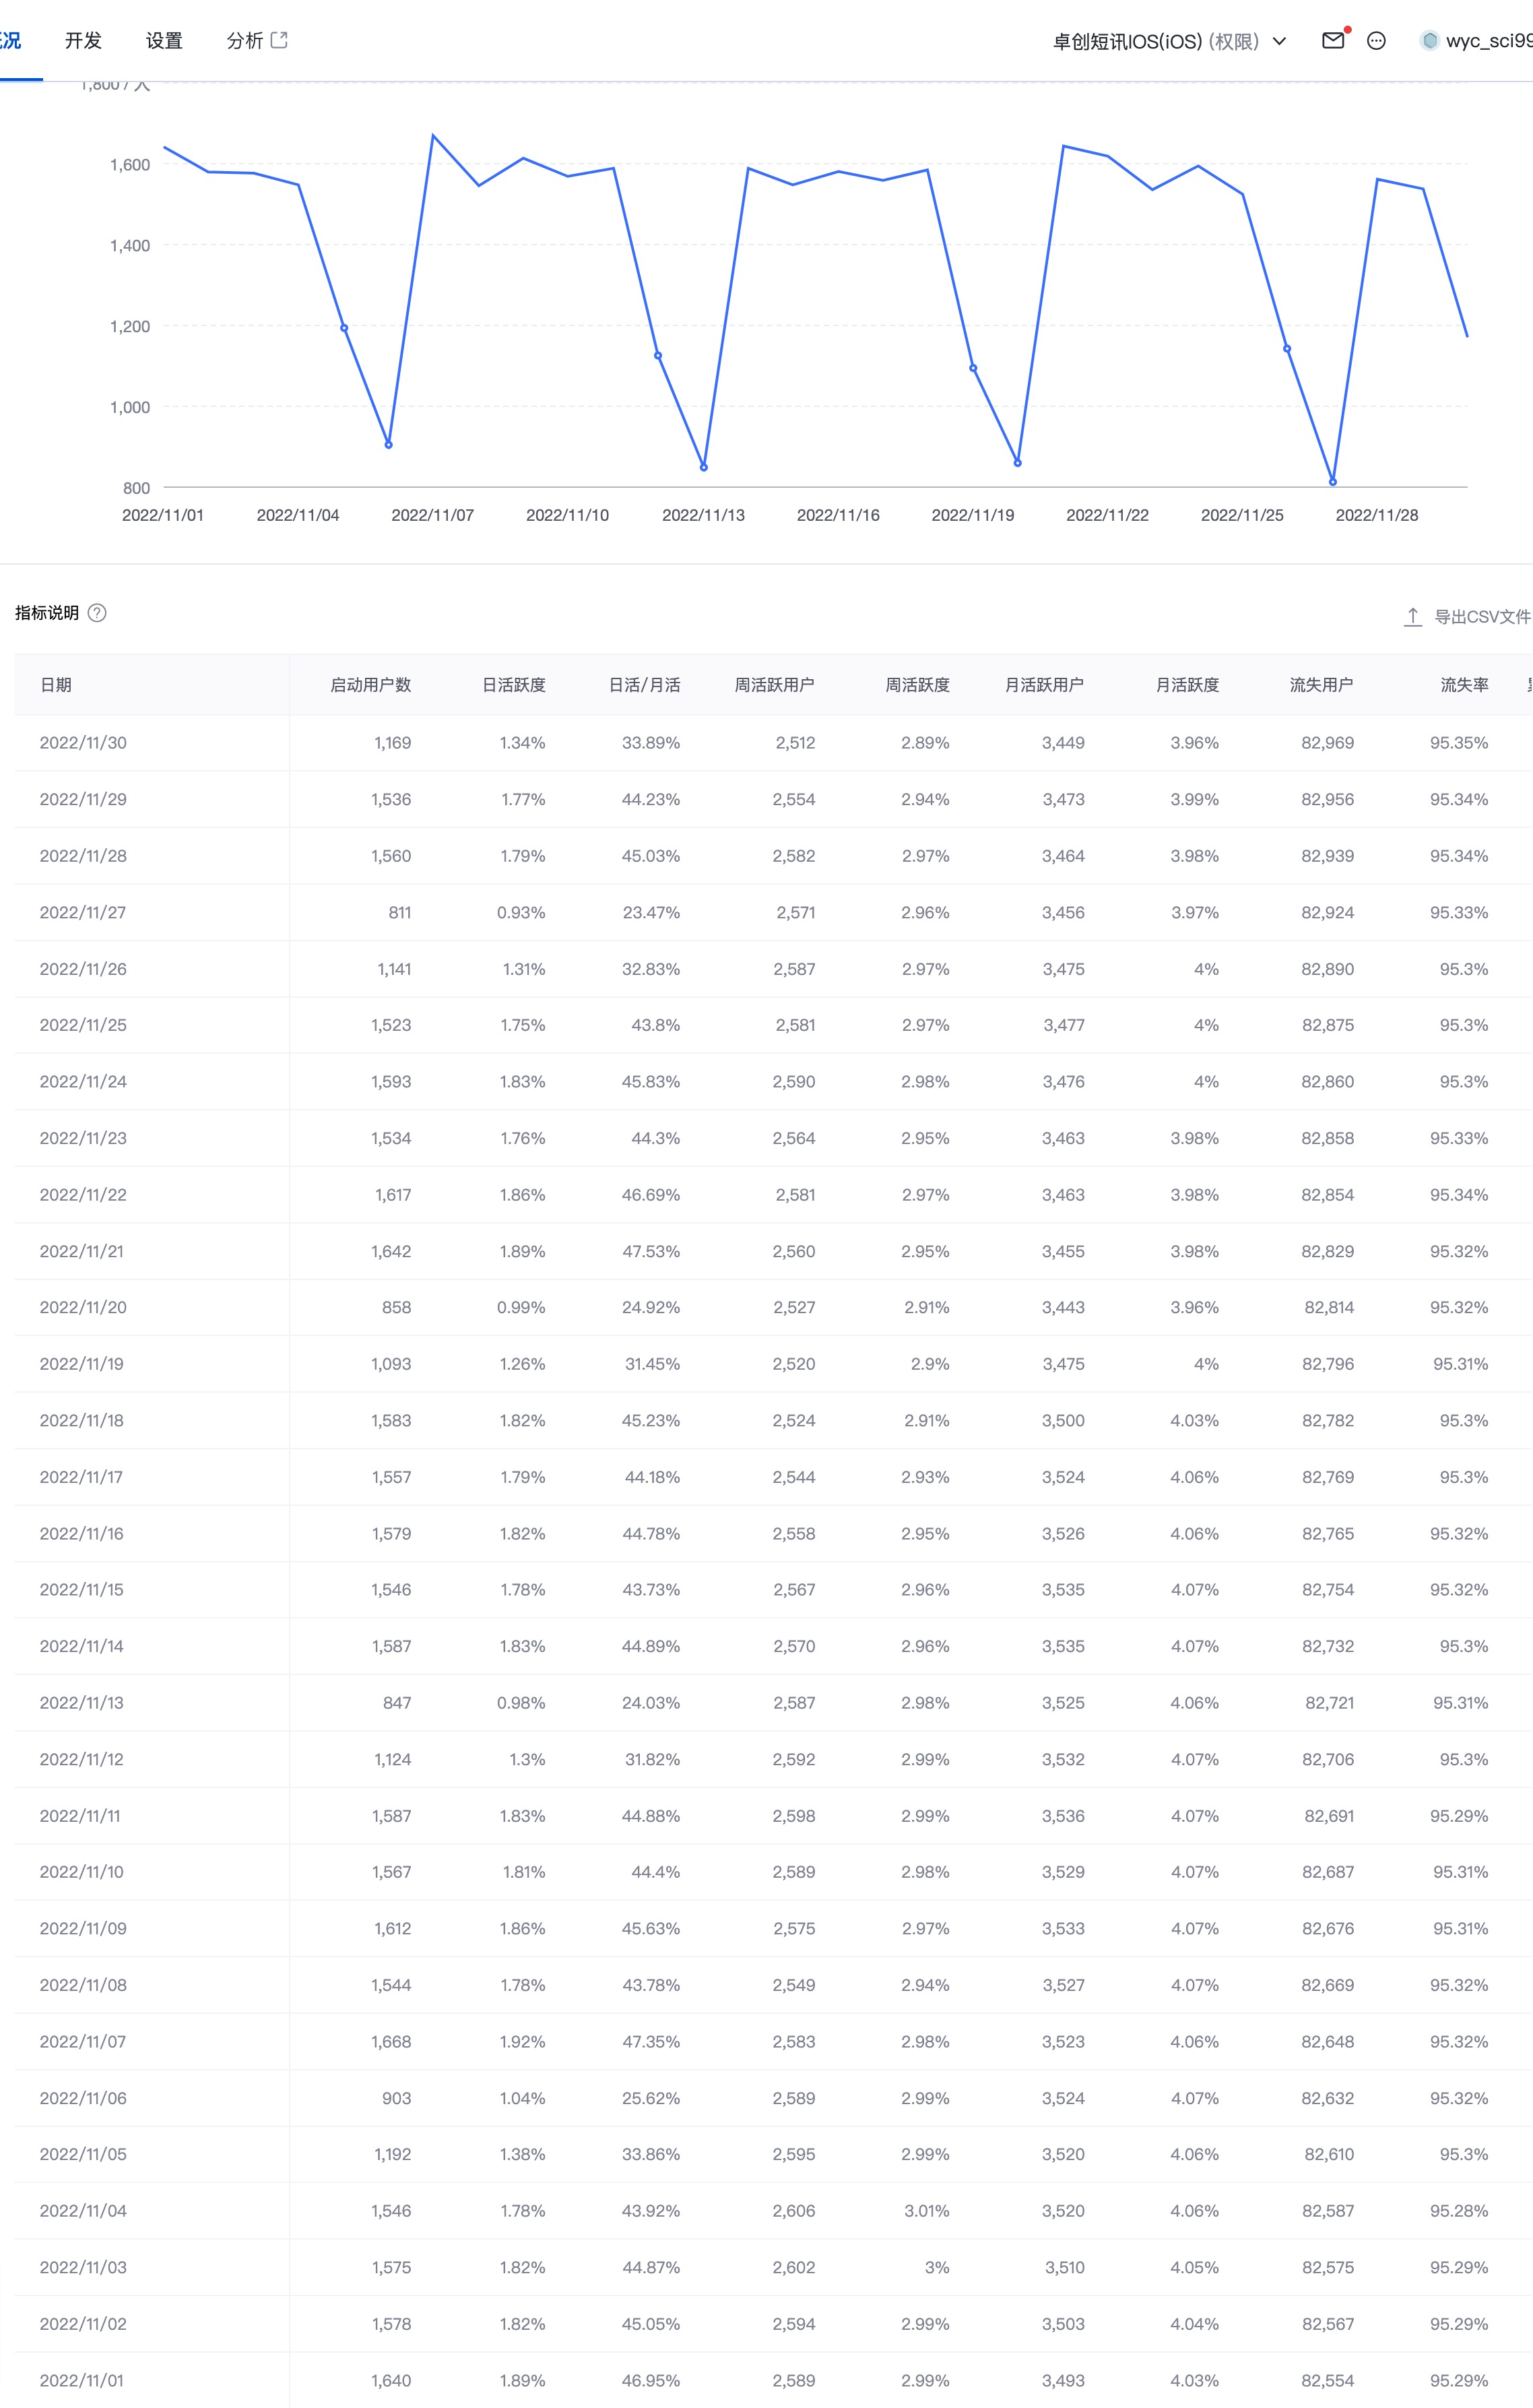 况 开发 设置 分析 卓创短讯IOS(iOS) (权限) wyc_sci99
1,800 / 人
1,600
1,400
1,200
1,000
800
2022/11/01 2022/11/04 2022/11/07 2022/11/10 2022/11/13 2022/11/16 2022/11/19 2022/11/22 2022/11/25 2022/11/28
指标说明 ? 导出CSV文件
日期 启动用户数 日活跃度 日活/月活 周活跃用户 周活跃度 月活跃用户 月活跃度 流失用户 流失率
2022/11/30 1,169 1.34% 33.89% 2,512 2.89% 3,449 3.96% 82,969 95.35%
2022/11/29 1,536 1.77% 44.23% 2,554 2.94% 3,473 3.99% 82,956 95.34%
2022/11/28 1,560 1.79% 45.03% 2,582 2.97% 3,464 3.98% 82,939 95.34%
2022/11/27 811 0.93% 23.47% 2,571 2.96% 3,456 3.97% 82,924 95.33%
2022/11/26 1,141 1.31% 32.83% 2,587 2.97% 3,475 4% 82,890 95.3%
2022/11/25 1,523 1.75% 43.8% 2,581 2.97% 3,477 4% 82,875 95.3%
2022/11/24 1,593 1.83% 45.83% 2,590 2.98% 3,476 4% 82,860 95.3%
2022/11/23 1,534 1.76% 44.3% 2,564 2.95% 3,463 3.98% 82,858 95.33%
2022/11/22 1,617 1.86% 46.69% 2,581 2.97% 3,463 3.98% 82,854 95.34%
2022/11/21 1,642 1.89% 47.53% 2,560 2.95% 3,455 3.98% 82,829 95.32%
2022/11/20 858 0.99% 24.92% 2,527 2.91% 3,443 3.96% 82,814 95.32%
2022/11/19 1,093 1.26% 31.45% 2,520 2.9% 3,475 4% 82,796 95.31%
2022/11/18 1,583 1.82% 45.23% 2,524 2.91% 3,500 4.03% 82,782 95.3%
2022/11/17 1,557 1.79% 44.18% 2,544 2.93% 3,524 4.06% 82,769 95.3%
2022/11/16 1,579 1.82% 44.78% 2,558 2.95% 3,526 4.06% 82,765 95.32%
2022/11/15 1,546 1.78% 43.73% 2,567 2.96% 3,535 4.07% 82,754 95.32%
2022/11/14 1,587 1.83% 44.89% 2,570 2.96% 3,535 4.07% 82,732 95.3%
2022/11/13 847 0.98% 24.03% 2,587 2.98% 3,525 4.06% 82,721 95.31%
2022/11/12 1,124 1.3% 31.82% 2,592 2.99% 3,532 4.07% 82,706 95.3%
2022/11/11 1,587 1.83% 44.88% 2,598 2.99% 3,536 4.07% 82,691 95.29%
2022/11/10 1,567 1.81% 44.4% 2,589 2.98% 3,529 4.07% 82,687 95.31%
2022/11/09 1,612 1.86% 45.63% 2,575 2.97% 3,533 4.07% 82,676 95.31%
2022/11/08 1,544 1.78% 43.78% 2,549 2.94% 3,527 4.07% 82,669 95.32%
2022/11/07 1,668 1.92% 47.35% 2,583 2.98% 3,523 4.06% 82,648 95.32%
2022/11/06 903 1.04% 25.62% 2,589 2.99% 3,524 4.07% 82,632 95.32%
2022/11/05 1,192 1.38% 33.86% 2,595 2.99% 3,520 4.06% 82,610 95.3%
2022/11/04 1,546 1.78% 43.92% 2,606 3.01% 3,520 4.06% 82,587 95.28%
2022/11/03 1,575 1.82% 44.87% 2,602 3% 3,510 4.05% 82,575 95.29%
2022/11/02 1,578 1.82% 45.05% 2,594 2.99% 3,503 4.04% 82,567 95.29%
2022/11/01 1,640 1.89% 46.95% 2,589 2.99% 3,493 4.03% 82,554 95.29%